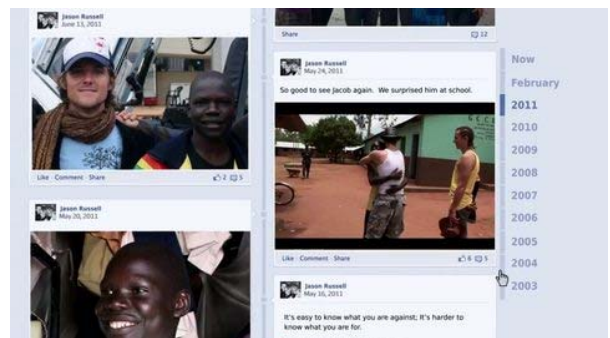 Jason Russell
June 13, 2011
Like · Comment · Share
2 5
Jason Russell
May 20, 2011
Share
12
Jason Russell
May 24, 2011
So good to see Jacob again. We surprised him at school.
Like · Comment · Share
6 5
Jason Russell
May 16, 2011
It's easy to know what you are against; It's harder to
know what you are for.
Now
February
2011
2010
2009
2008
2007
2006
2005
2004
2003